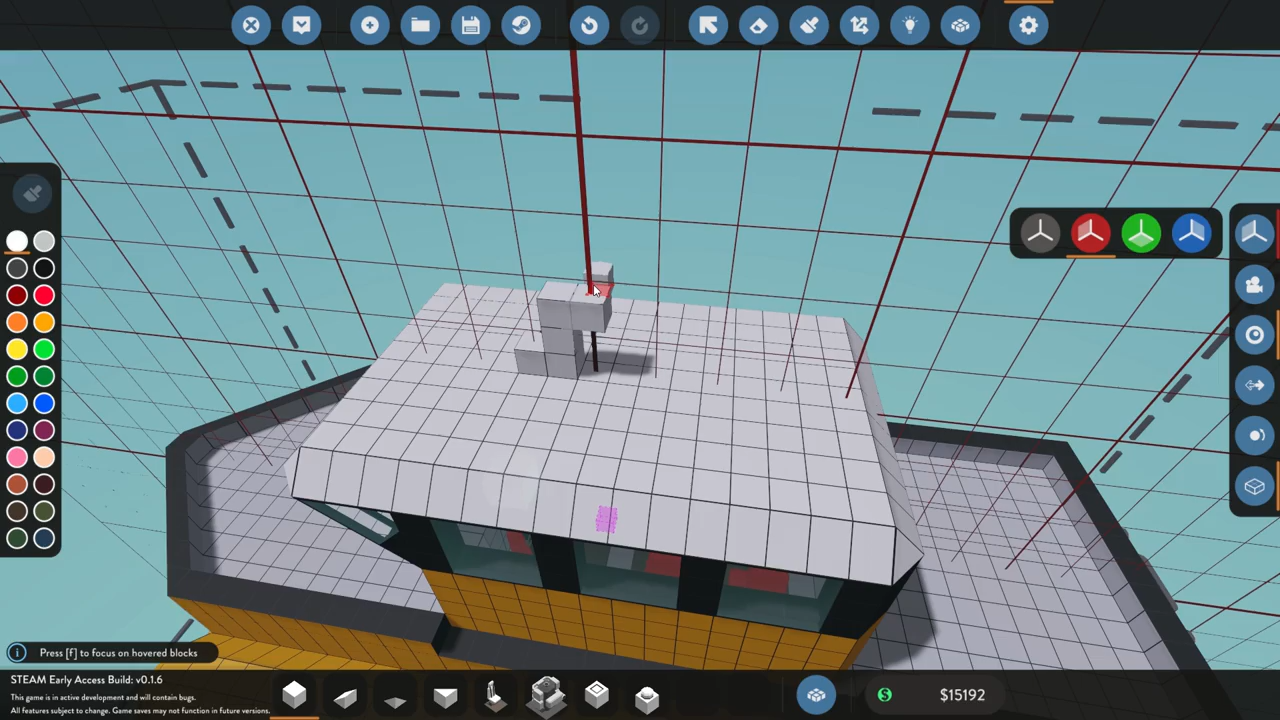 Press [f] to focus on hovered blocks
STEAM Early Access Build: v0.1.6
This game is in active development and will contain bugs.
All features subject to change. Game saves may not function in future versions.
$15192